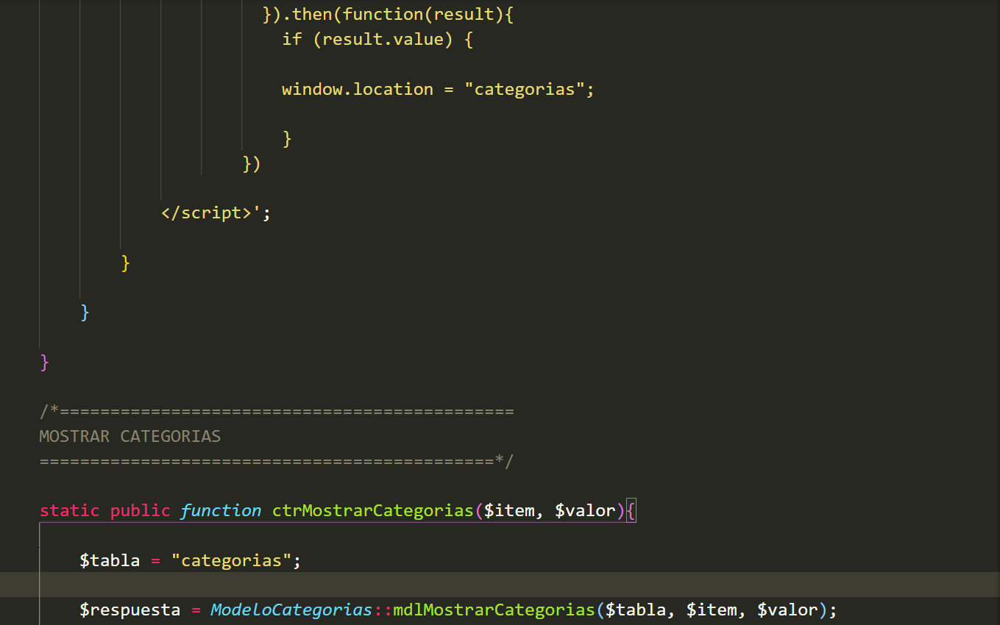 }).then(function(result){
if (result.value) {
window.location = "categorias";
}
})
</script>';
}
}
}
/*=============================================
MOSTRAR CATEGORIAS
=============================================*/
static public function ctrMostrarCategorias($item, $valor){
$tabla = "categorias";
$respuesta = ModeloCategorias::mdlMostrarCategorias($tabla, $item, $valor);